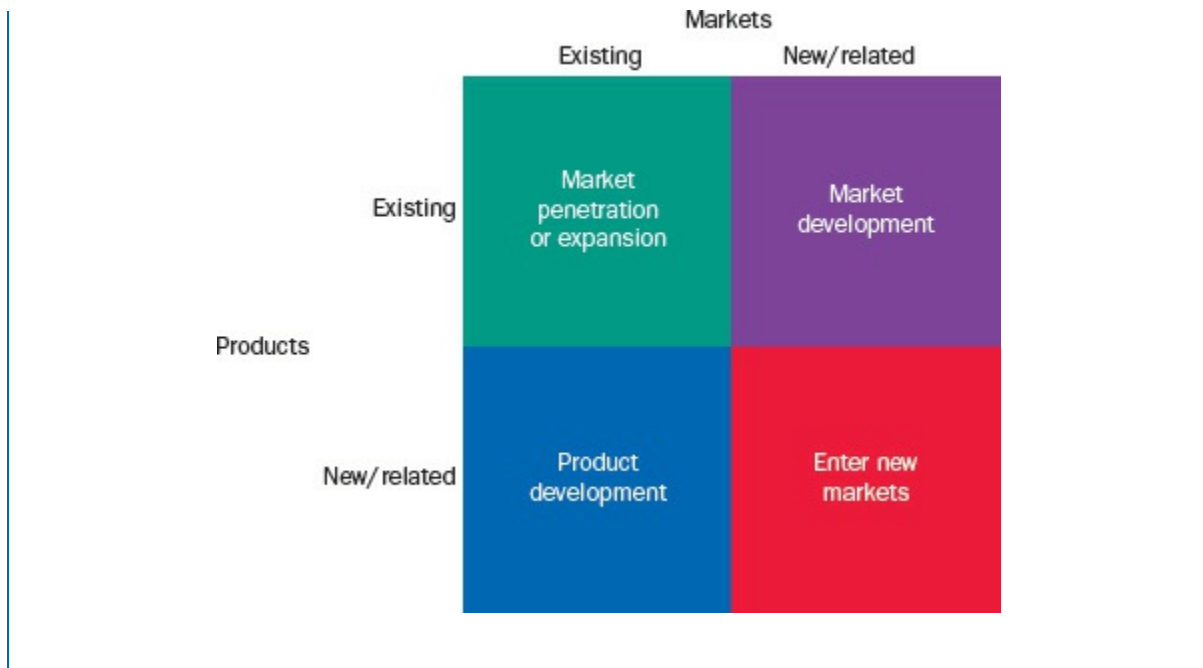 Markets
Existing
New/related
Existing
Market
penetration
or expansion
Market
development
Products
New/related
Product
development
Enter new
markets